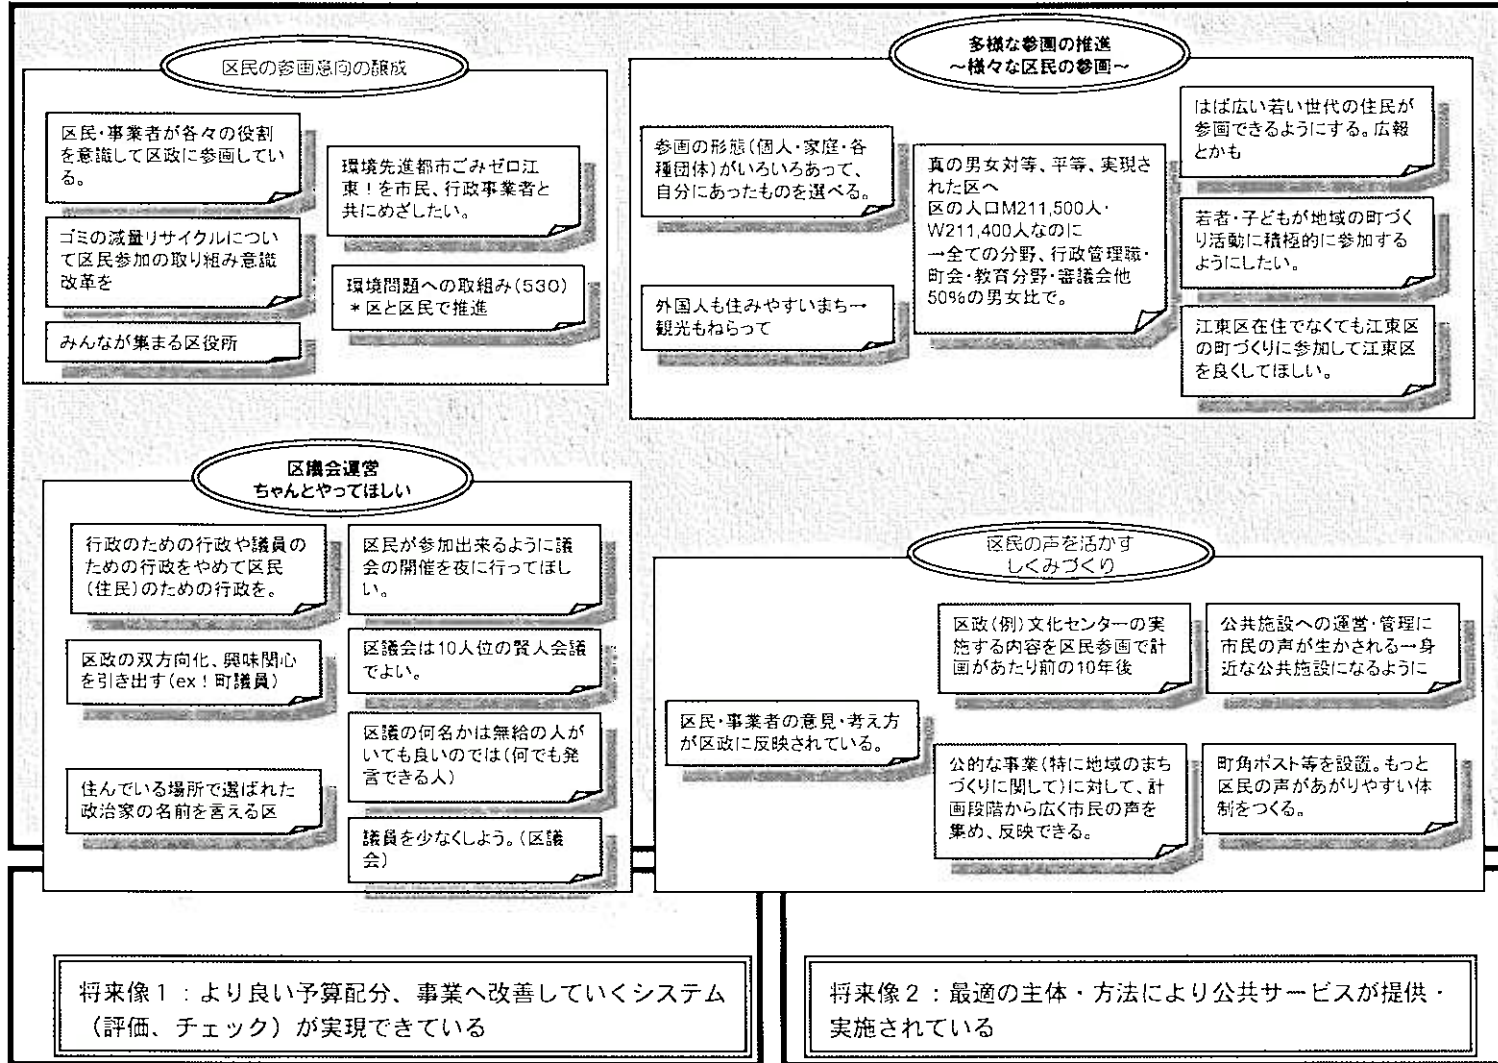 区民の参画意向の醸成
区民・事業者が各々の役割
を意識して区政に参画してい
る。
ゴミの減量リサイクルについ
て区民参加の取り組み意識
改革を
みんなが集まる区役所
環境先進都市ごみゼロ江
東！を市民、行政事業者と
共にめざしたい。
環境問題への取組み(530)
＊区と区民で推進
多様な参画の推進
～様々な区民の参画～
参画の形態(個人・家庭・各
種団体)がいろいろあって、
自分にあったものを選べる。
外国人も住みやすいまち→
観光もねらって
真の男女対等、平等、実現さ
れた区へ
区の人口M211,500人・
W211,400人なのに
→全ての分野、行政管理職・
町会・教育分野・審議会他
50%の男女比で。
はば広い若い世代の住民が
参画できるようにする。広報
とかも
若者・子どもが地域の町づく
り活動に積極的に参加する
ようにしたい。
江東区在住でなくても江東区
の町づくりに参加して江東区
を良くしてほしい。
区議会運営
ちゃんとやってほしい
行政のための行政や議員の
ための行政をやめて区民
(住民)のための行政を。
区政の双方向化、興味関心
を引き出す(ex！町議員)
住んでいる場所で選ばれた
政治家の名前を言える区
区民が参加出来るように議
会の開催を夜に行ってほし
い。
区議会は10人位の賢人会議
でよい。
区議の何名かは無給の人が
いても良いのでは(何でも発
言できる人)
議員を少なくしよう。(区議
会)
区民の声を活かす
しくみづくり
区民・事業者の意見・考え方
が区政に反映されている。
区政(例)文化センターの実
施する内容を区民参画で計
画があたり前の10年後
公的な事業(特に地域のまち
づくりに関して)に対して、計
画段階から広く市民の声を
集め、反映できる。
公共施設への運営・管理に
市民の声が生かされる→身
近な公共施設になるように
町角ポスト等を設置。もっと
区民の声があがりやすい体
制をつくる。
将来像１：より良い予算配分、事業へ改善していくシステム
（評価、チェック）が実現できている
将来像２：最適の主体・方法により公共サービスが提供・
実施されている